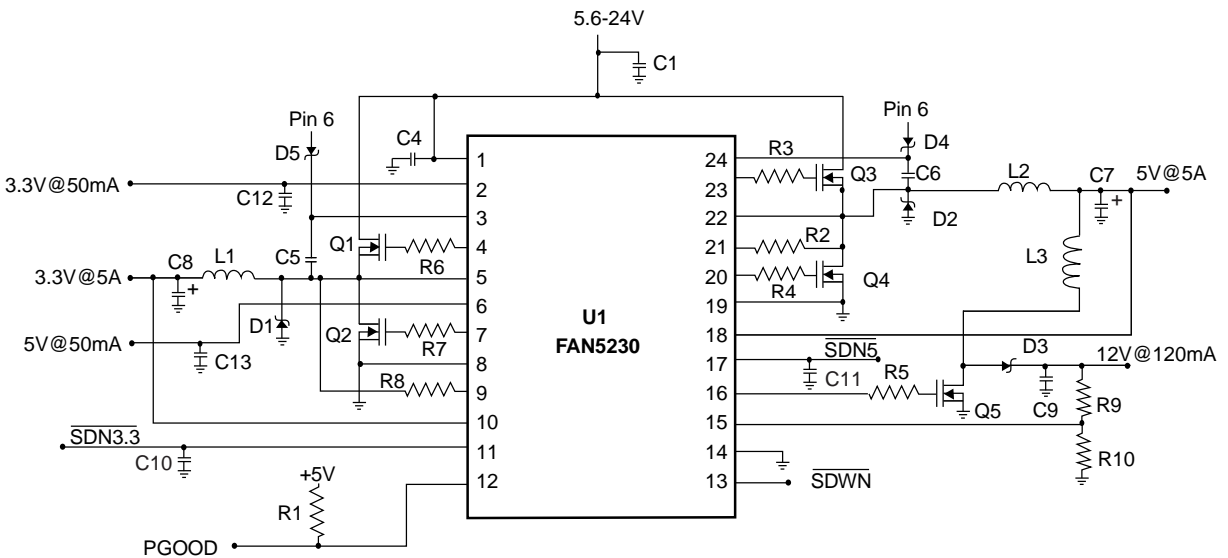 5.6-24V
C1
Pin 6
Pin 6
D5
C4
D4
R3
1
24
Q3
C6
L2
C7
5V@5A
3.3V@50mA
C12
2
23
+
3
22
D2
Q1
4
21
R2
C8
L1
C5
R6
L3
3.3V@5A
5
20
R4
Q4
+
6
U1
19
D1
Q2
FAN5230
7
18
5V@50mA
R7
SDN5
D3
12V@120mA
C13
8
17
C11
R5
R8
9
16
Q5
C9
R9
10
15
SDN3.3
11
14
R10
C10
+5V
12
13
SDWN
R1
PGOOD